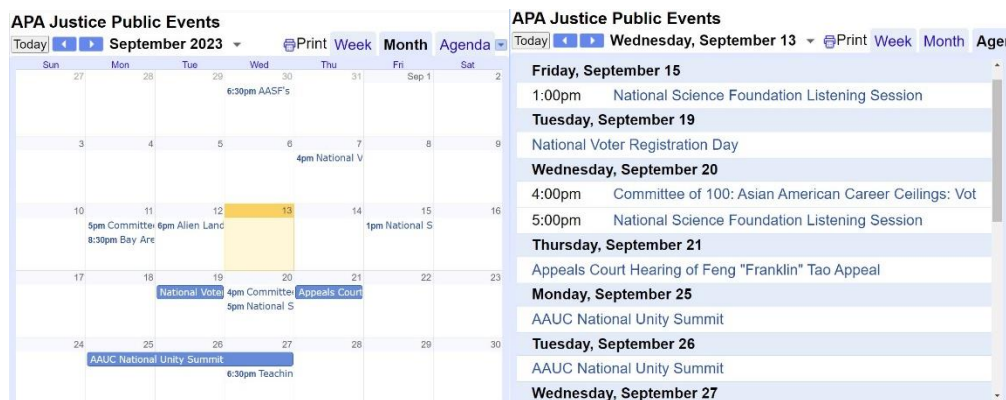 APA Justice Public Events
Today September 2023 Print Week Month Agenda
Sun Mon Tue Wed Thu Fri Sat
27 28 29 30 31 Sep 1 2
6:30pm AASF's
3 4 5 6 7 8 9
4pm National V
10 11 12 13 14 15 16
5pm Committe 6pm Alien Land 1pm National S
8:30pm Bay Are
17 18 19 20 21 22 23
National Vote 4pm Committe Appeals Court
5pm National S
24 25 26 27 28 29 30
AAUC National Unity Summit
6:30pm Teachin
APA Justice Public Events
Today Wednesday, September 13 Print Week Month Age
Friday, September 15
1:00pm National Science Foundation Listening Session
Tuesday, September 19
National Voter Registration Day
Wednesday, September 20
4:00pm Committee of 100: Asian American Career Ceilings: Vot
5:00pm National Science Foundation Listening Session
Thursday, September 21
Appeals Court Hearing of Feng "Franklin" Tao Appeal
Monday, September 25
AAUC National Unity Summit
Tuesday, September 26
AAUC National Unity Summit
Wednesday, September 27